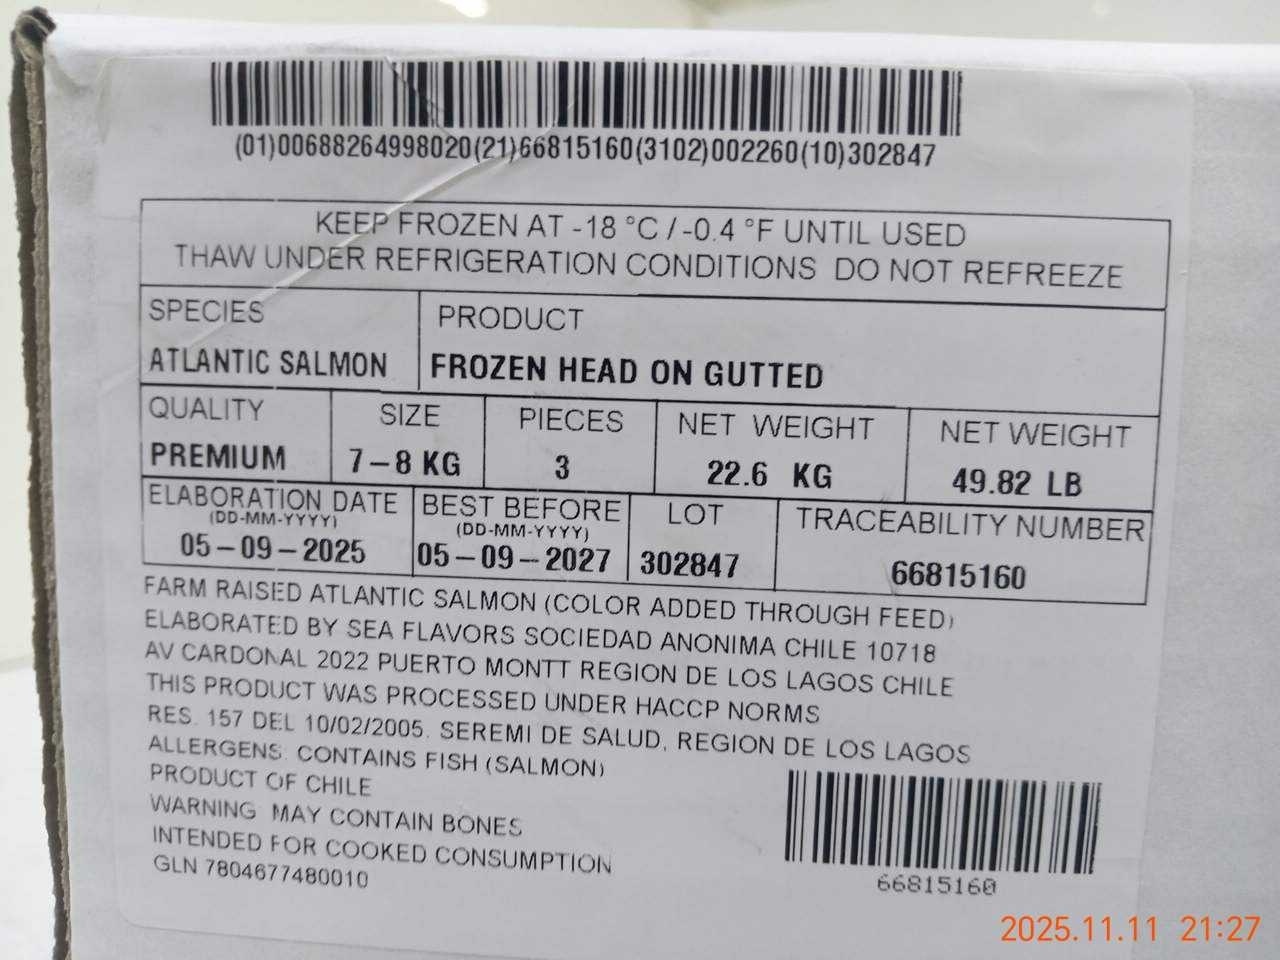 (01)00688264998020(21)66815160(3102)002260(10)302847
KEEP FROZEN AT -18 °C / -0.4 °F UNTIL USED
THAW UNDER REFRIGERATION CONDITIONS DO NOT REFREEZE
SPECIES PRODUCT
ATLANTIC SALMON FROZEN HEAD ON GUTTED
QUALITY SIZE PIECES NET WEIGHT NET WEIGHT
PREMIUM 7-8 KG 3 22.6 KG 49.82 LB
ELABORATION DATE BEST BEFORE LOT TRACEABILITY NUMBER
(DD-MM-YYYY) (DD-MM-YYYY)
05-09-2025 05-09-2027 302847 66815160
FARM RAISED ATLANTIC SALMON (COLOR ADDED THROUGH FEED)
ELABORATED BY SEA FLAVORS SOCIEDAD ANONIMA CHILE 10718
AV CARDONAL 2022 PUERTO MONTT REGION DE LOS LAGOS CHILE
THIS PRODUCT WAS PROCESSED UNDER HACCP NORMS
RES. 157 DEL 10/02/2005. SEREMI DE SALUD, REGION DE LOS LAGOS
ALLERGENS: CONTAINS FISH (SALMON)
PRODUCT OF CHILE
WARNING MAY CONTAIN BONES
INTENDED FOR COOKED CONSUMPTION
GLN 7804677480010
66815160
2025.11.11 21:27